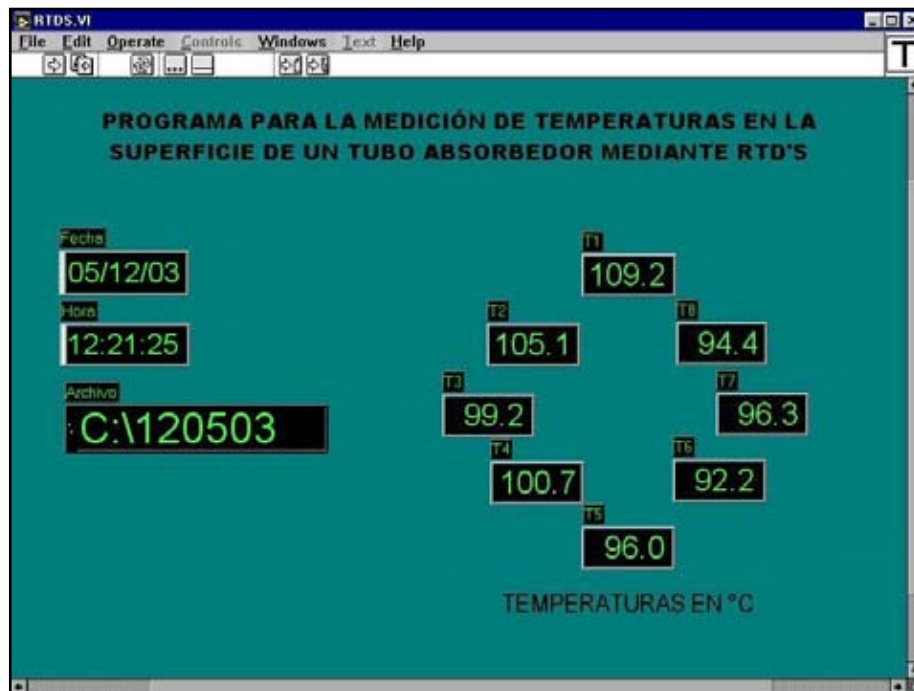 RTDS.VI
File Edit Operate Controls Windows Text Help
T
PROGRAMA PARA LA MEDICIÓN DE TEMPERATURAS EN LA
SUPERFICIE DE UN TUBO ABSORBEDOR MEDIANTE RTD'S
Fecha
05/12/03
Hora
12:21:25
Archivo
C:\120503
T1
109.2
T2
105.1
T8
94.4
T3
99.2
T7
96.3
T4
100.7
T6
92.2
T5
96.0
TEMPERATURAS EN °C